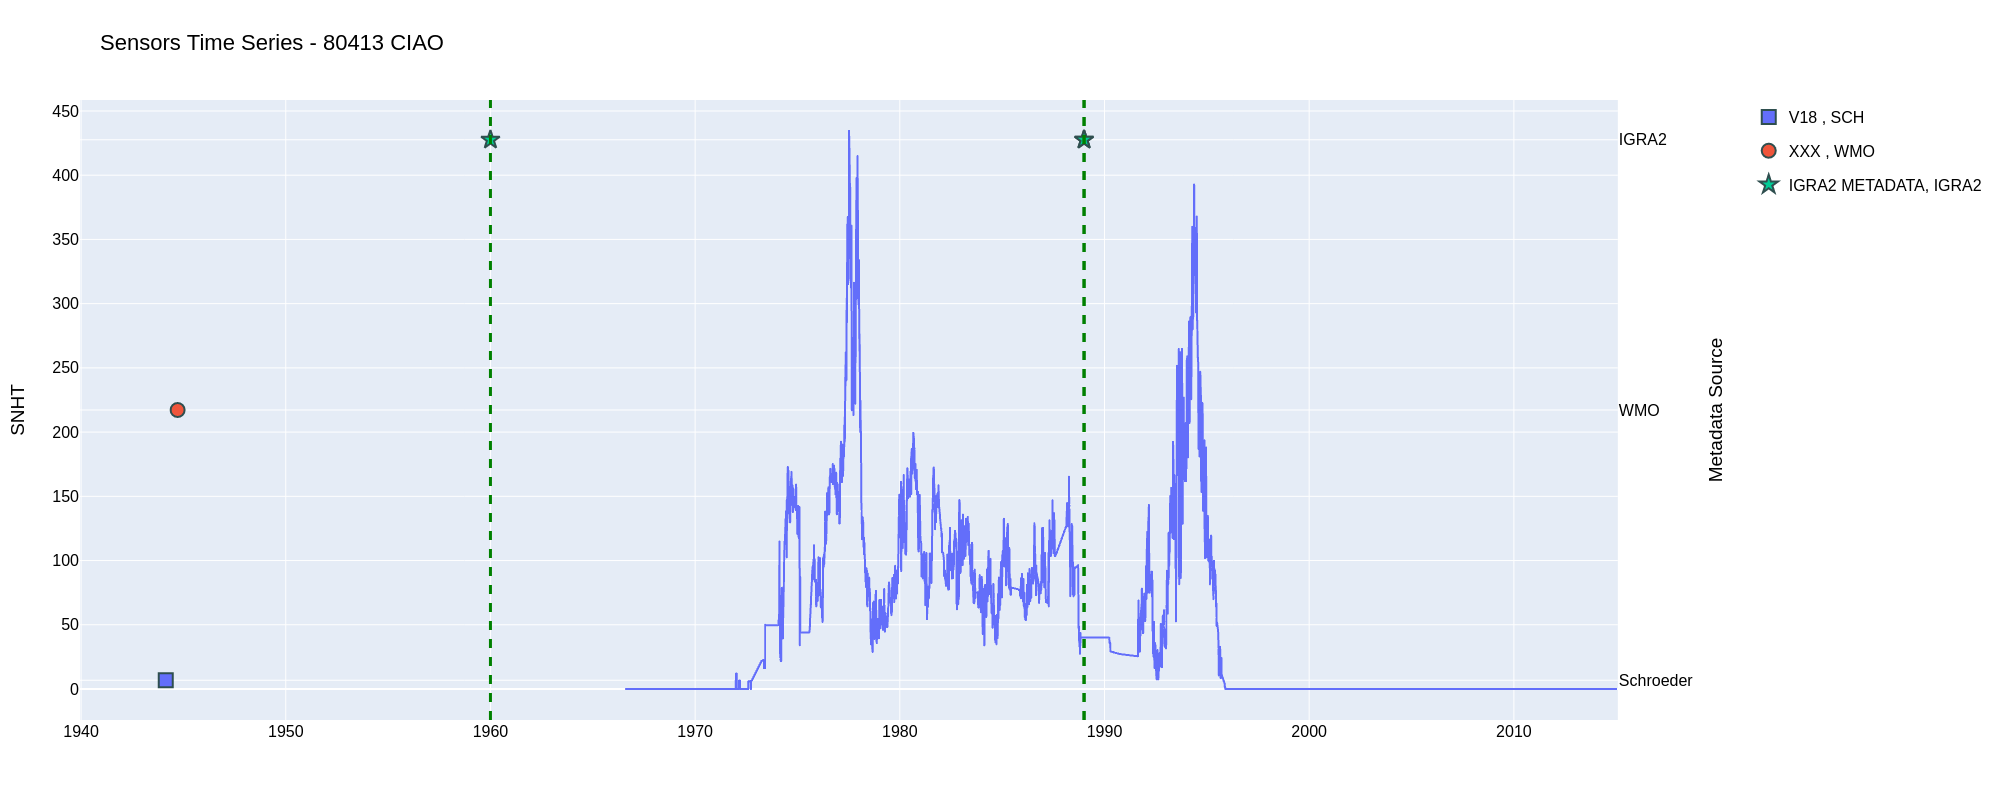 Sensors Time Series - 80413 CIAO
SNHT
450
400
350
300
250
200
150
100
50
0
1940
1950
1960
1970
1980
1990
2000
2010
IGRA2
WMO
Schroeder
Metadata Source
V18 , SCH
XXX , WMO
IGRA2 METADATA, IGRA2